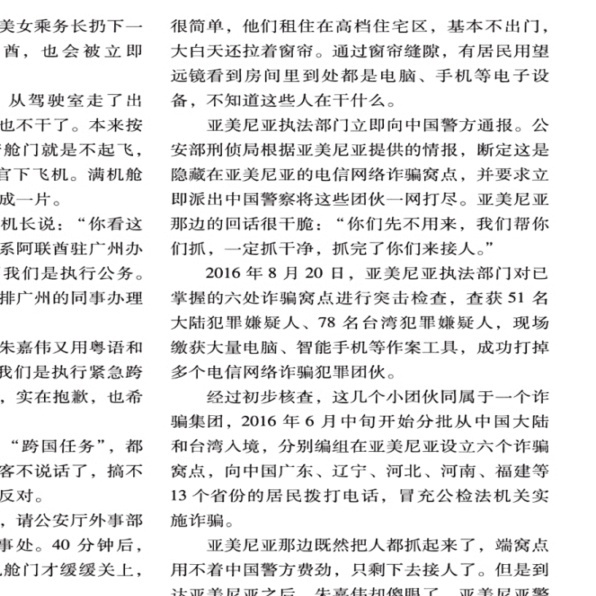 美女乘务长扔下一
酋，也会被立即
从驾驶室走了出
也不干了。本来按
舱门就是不起飞，
官下飞机。满机舱
成一片。
机长说：“你看这
系阿联酋驻广州办
我们是执行公务。
排广州的同事办理
朱嘉伟又用粤语和
我们是执行紧急跨
，实在抱歉，也希
“跨国任务”，都
客不说话了，搞不
反对。
，请公安厅外事部
事处。40 分钟后，
舱门才缓缓关上，
很简单，他们租住在高档住宅区，基本不出门，
大白天还拉着窗帘。通过窗帘缝隙，有居民用望
远镜看到房间里到处都是电脑、手机等电子设
备，不知道这些人在干什么。
亚美尼亚执法部门立即向中国警方通报。公
安部刑侦局根据亚美尼亚提供的情报，断定这是
隐藏在亚美尼亚的电信网络诈骗窝点，并要求立
即派出中国警察将这些团伙一网打尽。亚美尼亚
那边的回话很干脆：“你们先不用来，我们帮你
们抓，一定抓干净，抓完了你们来接人。”
2016 年 8 月 20 日，亚美尼亚执法部门对已
掌握的六处诈骗窝点进行突击检查，查获 51 名
大陆犯罪嫌疑人、78 名台湾犯罪嫌疑人，现场
缴获大量电脑、智能手机等作案工具，成功打掉
多个电信网络诈骗犯罪团伙。
经过初步核查，这几个小团伙同属于一个诈
骗集团，2016 年 6 月中旬开始分批从中国大陆
和台湾入境，分别编组在亚美尼亚设立六个诈骗
窝点，向中国广东、辽宁、河北、河南、福建等
13 个省份的居民拨打电话，冒充公检法机关实
施诈骗。
亚美尼亚那边既然把人都抓起来了，端窝点
用不着中国警方费劲，只剩下去接人了。但是到
达亚美尼亚之后，朱嘉伟却傻眼了，亚美尼亚警